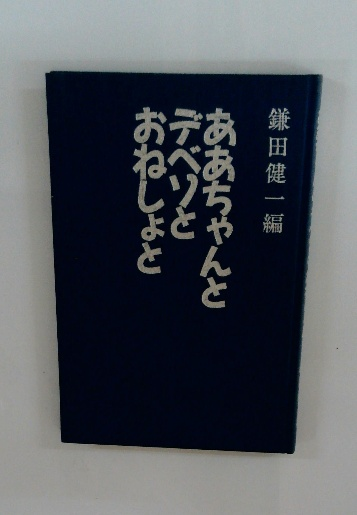 鎌田健一編
ああちゃんと
デベソと
おねしょと